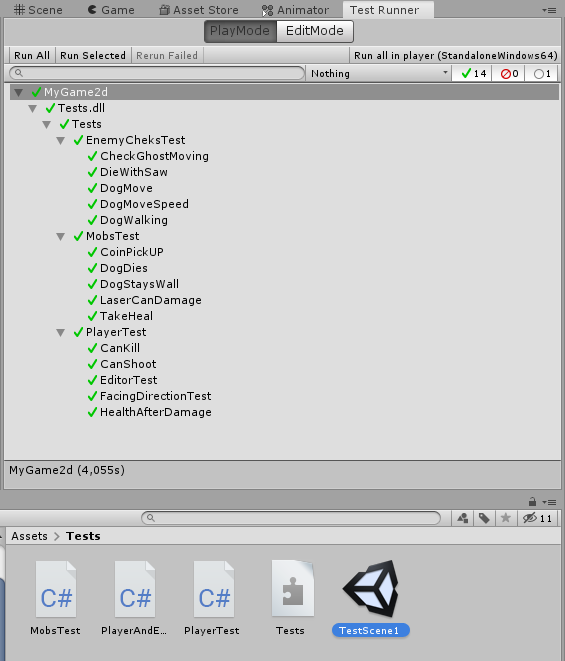 Scene Game Asset Store Animator Test Runner
PlayMode EditMode
Run All Run Selected Rerun Failed Run all in player (StandaloneWindows64)
Nothing 14 0 1
MyGame2d
Tests.dll
Tests
EnemyCheksTest
CheckGhostMoving
DieWithSaw
DogMove
DogMoveSpeed
DogWalking
MobsTest
CoinPickUP
DogDies
DogStaysWall
LaserCanDamage
TakeHeal
PlayerTest
CanKill
CanShoot
EditorTest
FacingDirectionTest
HealthAfterDamage
MyGame2d (4,055s)
11
Assets > Tests
C# C# C#
MobsTest PlayerAndE... PlayerTest Tests TestScene1